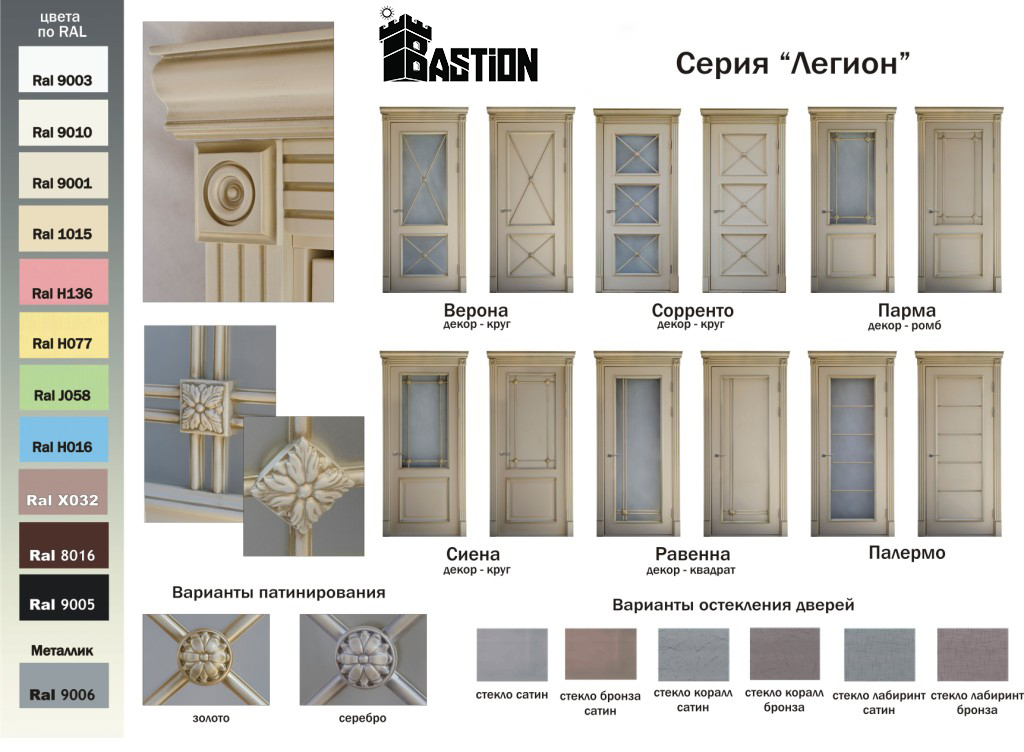 цвета
по RAL
Ral 9003
Ral 9010
Ral 9001
Ral 1015
Ral H136
Ral H077
Ral J058
Ral H016
Ral X032
Ral 8016
Ral 9005
Металлик
Ral 9006
BASTION
Серия “Легион”
Верона
декор - круг
Сорренто
декор - круг
Парма
декор - ромб
Сиена
декор - круг
Равенна
декор - квадрат
Палермо
Варианты патинирования
золото
серебро
Варианты остекления дверей
стекло сатин
стекло бронза
сатин
стекло коралл
сатин
стекло коралл
бронза
стекло лабиринт
сатин
стекло лабиринт
бронза